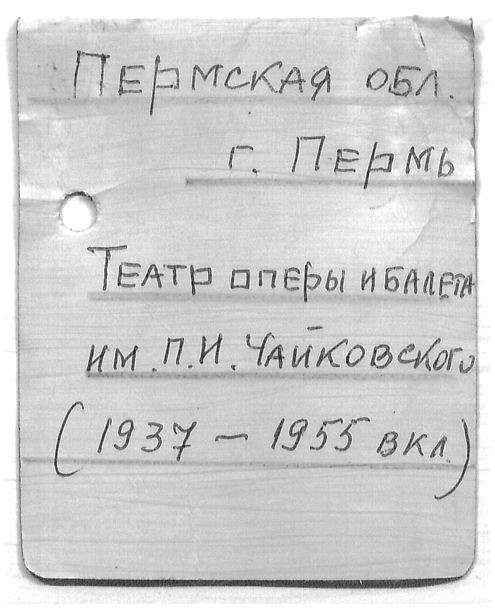 Пермская обл.
г. Пермь
Театр оперы и балета
им. П.И. Чайковского
(1937 – 1955 вкл.)